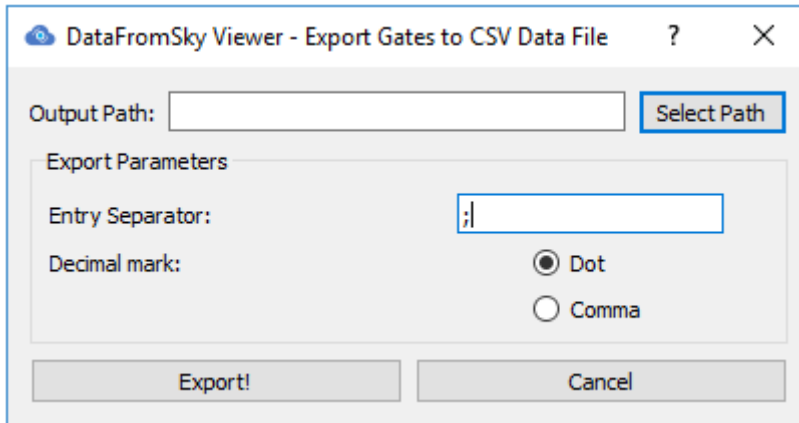 DataFromSky Viewer - Export Gates to CSV Data File ?
Output Path: Select Path
Export Parameters
Entry Separator: ;
Decimal mark: Dot
Comma
Export! Cancel